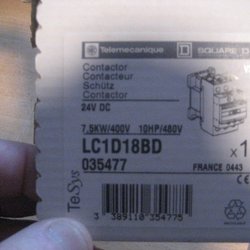 Telemecanique SQUARE D
Contactor
Contacteur
Schütz
Contactor
24V DC
7,5KW/400V 10HP/480V
LC1D18BD
x1
035477
FRANCE 0443
TeSys
3 389110 354775